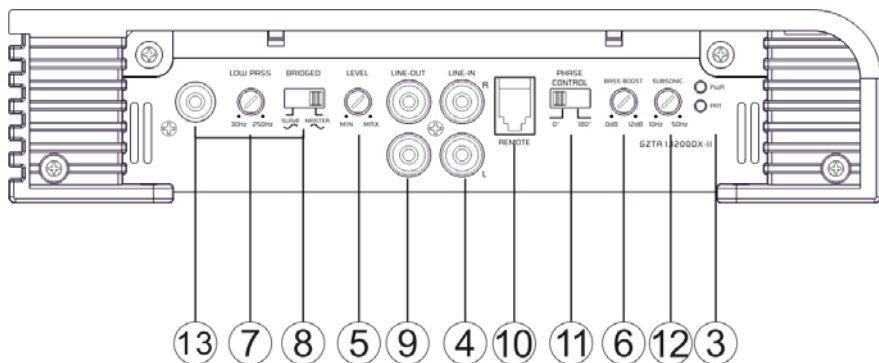 LOW PASS BRIDGED LEVEL LINE-OUT LINE-IN PHASE CONTROL BASS BOOST SUBSONIC
R PWR
PRT
30Hz 250Hz SLAVE MASTER MIN MAX 0° 180° 0dB 12dB 10Hz 50Hz
REMOTE GZTA 1.1200DX-II
L
13 7 8 5 9 4 10 11 6 12 3